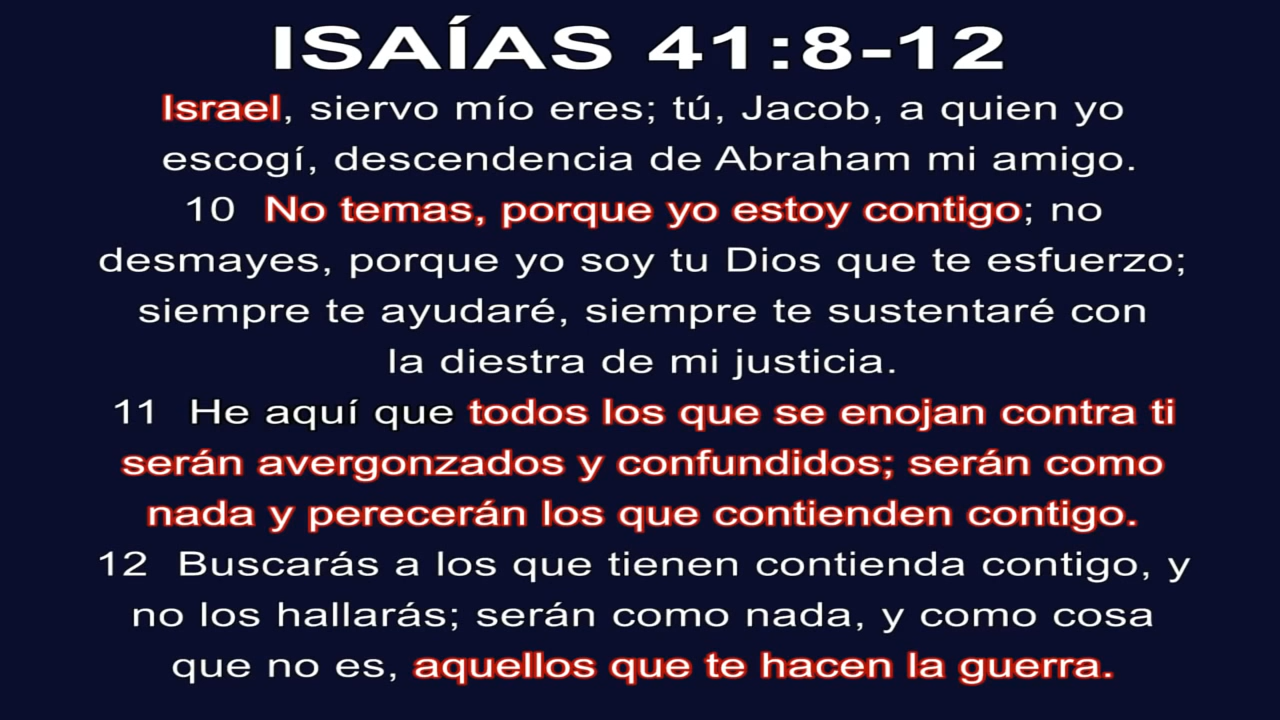 ISAÍAS 41:8-12
Israel, siervo mío eres; tú, Jacob, a quien yo
escogí, descendencia de Abraham mi amigo.
10 No temas, porque yo estoy contigo; no
desmayes, porque yo soy tu Dios que te esfuerzo;
siempre te ayudaré, siempre te sustentaré con
la diestra de mi justicia.
11 He aquí que todos los que se enojan contra ti
serán avergonzados y confundidos; serán como
nada y perecerán los que contienden contigo.
12 Buscarás a los que tienen contienda contigo, y
no los hallarás; serán como nada, y como cosa
que no es, aquellos que te hacen la guerra.